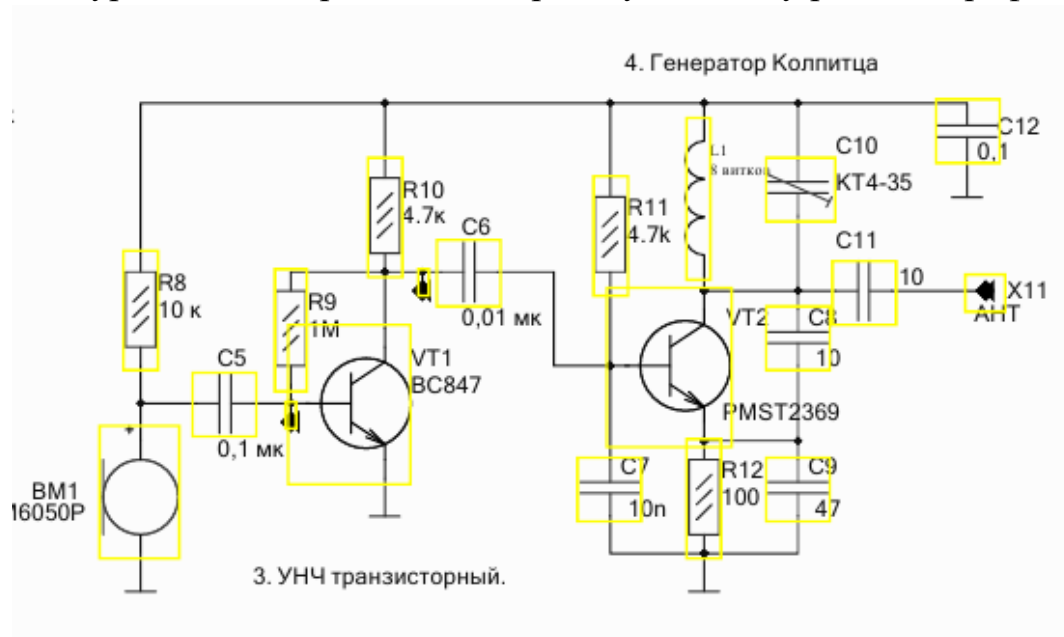 4. Генератор Колпитца
C12
0,1
C10
КТ4-35
L1
8 витков
R10
4.7к
R11
4.7k
C6
0,01 мк
C11
10
X11
АНТ
R8
10 к
R9
1М
VT1
BC847
VT2
PMST2369
C8
10
C5
0,1 мк
+
BM1
M6050P
C7
10n
R12
100
C9
47
3. УНЧ транзисторный.